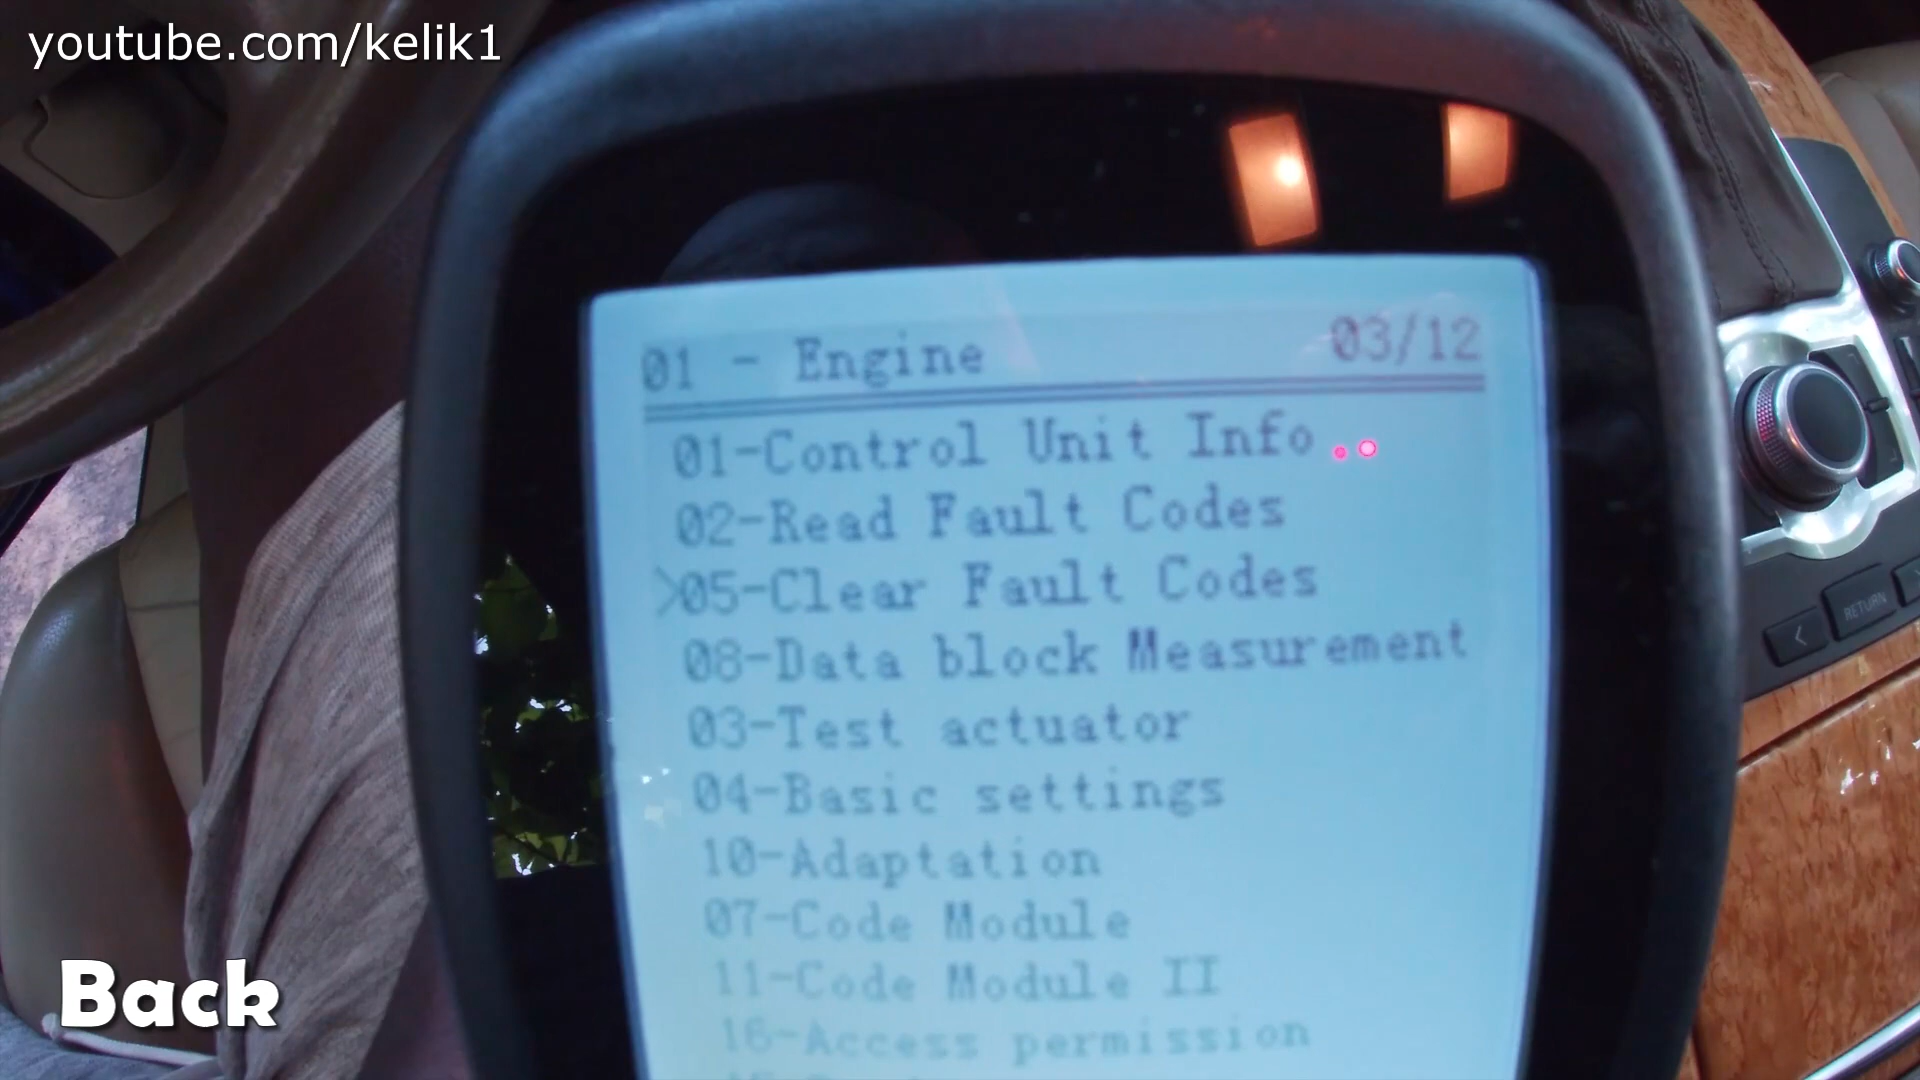 youtube.com/kelik1
01 - Engine 03/12
01-Control Unit Info
02-Read Fault Codes
>05-Clear Fault Codes
08-Data block Measurement
03-Test actuator
04-Basic settings
10-Adaptation
07-Code Module
11-Code Module II
16-Access permission
RETURN
<
Back